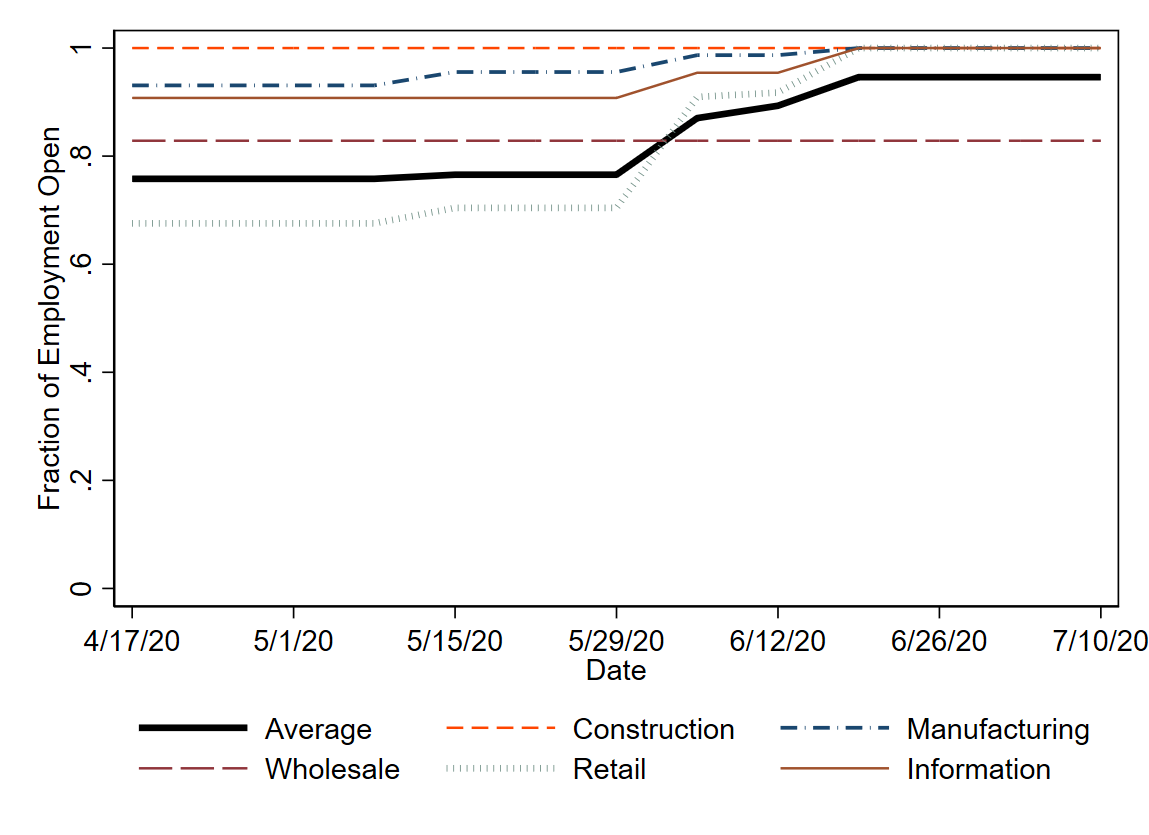 Fraction of Employment Open
1
.8
.6
.4
.2
0
4/17/20 5/1/20 5/15/20 5/29/20 6/12/20 6/26/20 7/10/20
Date
Average Construction Manufacturing
Wholesale Retail Information